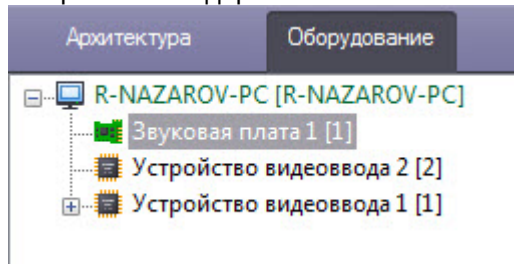 Архитектура Оборудование
R-NAZAROV-PC [R-NAZAROV-PC]
Звуковая плата 1 [1]
Устройство видеоввода 2 [2]
Устройство видеоввода 1 [1]